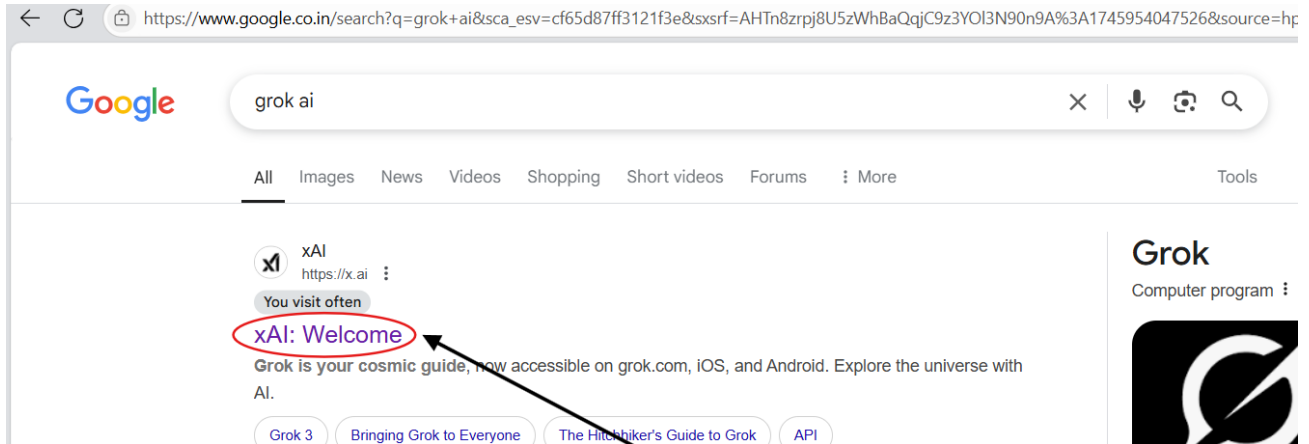 https://www.google.co.in/search?q=grok+ai&sca_esv=cf65d87ff3121f3e&sxsrf=AHTn8zrpj8U5zWhBaQqjC9z3YOl3N90n9A%3A1745954047526&source=hp
Google
grok ai
All Images News Videos Shopping Short videos Forums More Tools
xAI
https://x.ai
You visit often
xAI: Welcome
Grok is your cosmic guide, now accessible on grok.com, iOS, and Android. Explore the universe with
AI.
Grok 3 Bringing Grok to Everyone The Hitchhiker's Guide to Grok API
Grok
Computer program